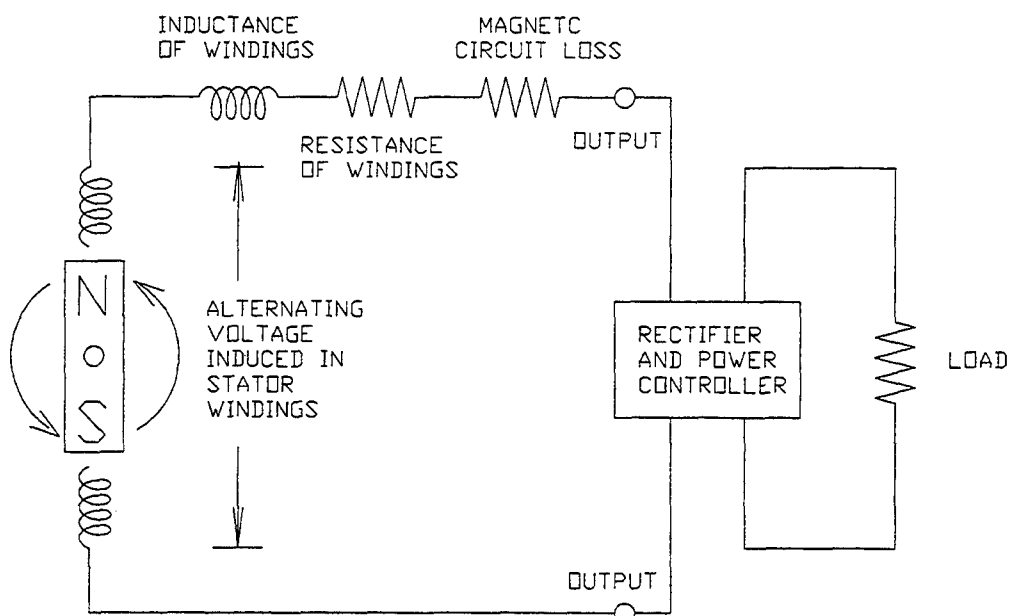 INDUCTANCE
OF WINDINGS
MAGNETC
CIRCUIT LOSS
RESISTANCE
OF WINDINGS
OUTPUT
N
O
S
ALTERNATING
VOLTAGE
INDUCED IN
STATOR
WINDINGS
RECTIFIER
AND POWER
CONTROLLER
LOAD
OUTPUT